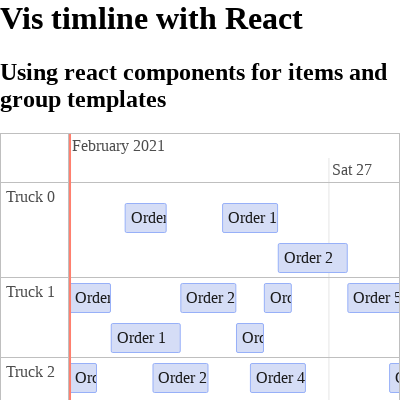 Vis timline with React
Using react components for items and
group templates
February 2021
Sat 27
Truck 0
Order 1
Order 2
Truck 1
Order
Order 2
Order 5
Order 1
Truck 2
Order 2
Order 4